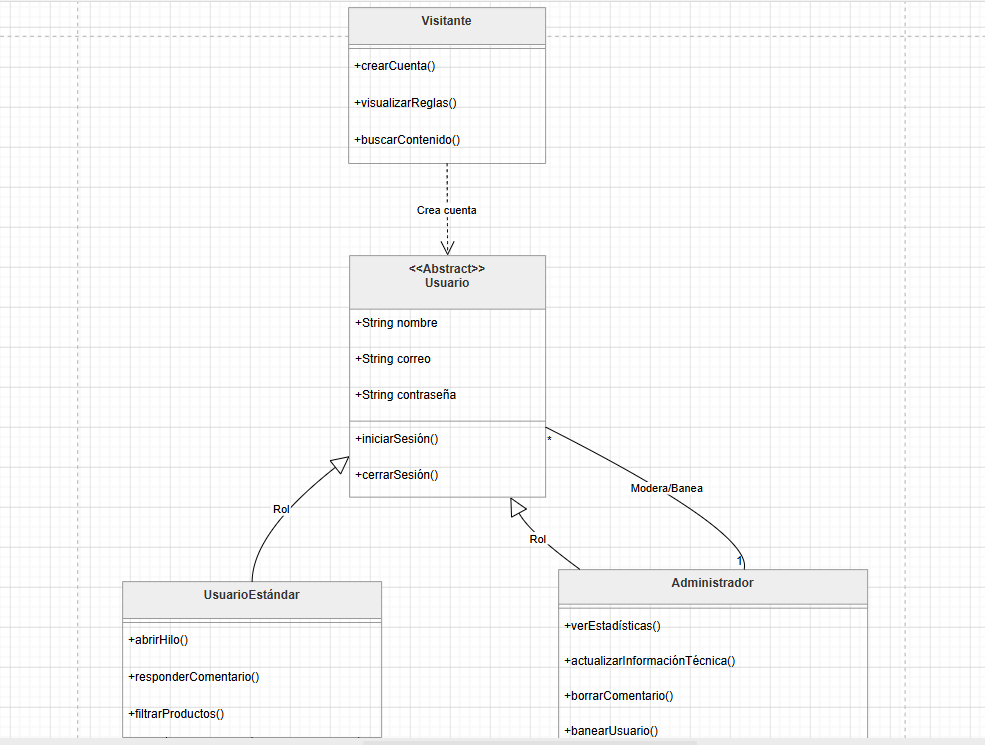 Visitante
+crearCuenta()
+visualizarReglas()
+buscarContenido()
Crea cuenta
<<Abstract>>
Usuario
+String nombre
+String correo
+String contraseña
+iniciarSesión()
*
+cerrarSesión()
Modera/Banea
Rol
Rol
1
UsuarioEstándar
Administrador
+abrirHilo()
+verEstadísticas()
+responderComentario()
+actualizarInformaciónTécnica()
+filtrarProductos()
+borrarComentario()
+banearUsuario()